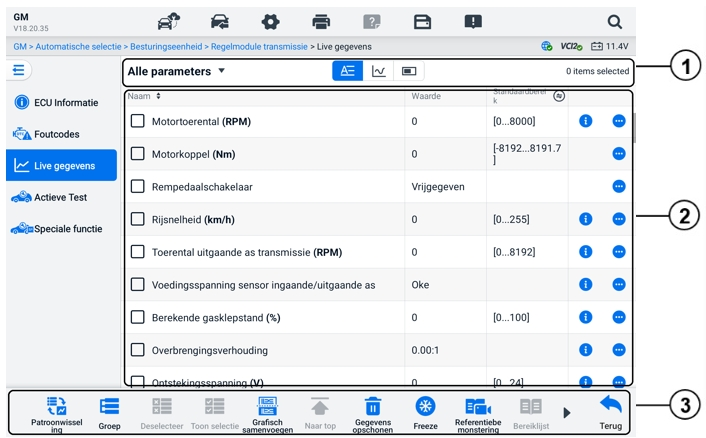 GM
V18.20.35
GM > Automatische selectie > Besturingseenheid > Regelmodule transmissie > Live gegevens
VCI2
11.4V
Alle parameters
0 items selected
1
ECU Informatie
Foutcodes
Live gegevens
Actieve Test
Speciale functie
Naam
Waarde
Standaardberei
k
Motortoerental (RPM)
0
[0...8000]
Motorkoppel (Nm)
0
[-8192...8191.7
]
Rempedaalschakelaar
Vrijgegeven
Rijsnelheid (km/h)
0
[0...255]
2
Toerental uitgaande as transmissie (RPM)
0
[0...8192]
Voedingsspanning sensor ingaande/uitgaande as
Oke
Berekende gasklepstand (%)
0
[0...100]
Overbrengingsverhouding
0.00:1
Ontstekingsspanning (V)
0
[0...24]
Patroonwissel
ing
Groep
Deselecteer
Toon selectie
Grafisch
samenvoegen
Naar top
Gegevens
opschonen
Freeze
Referentiebe
monstering
Bereiklijst
Terug
3